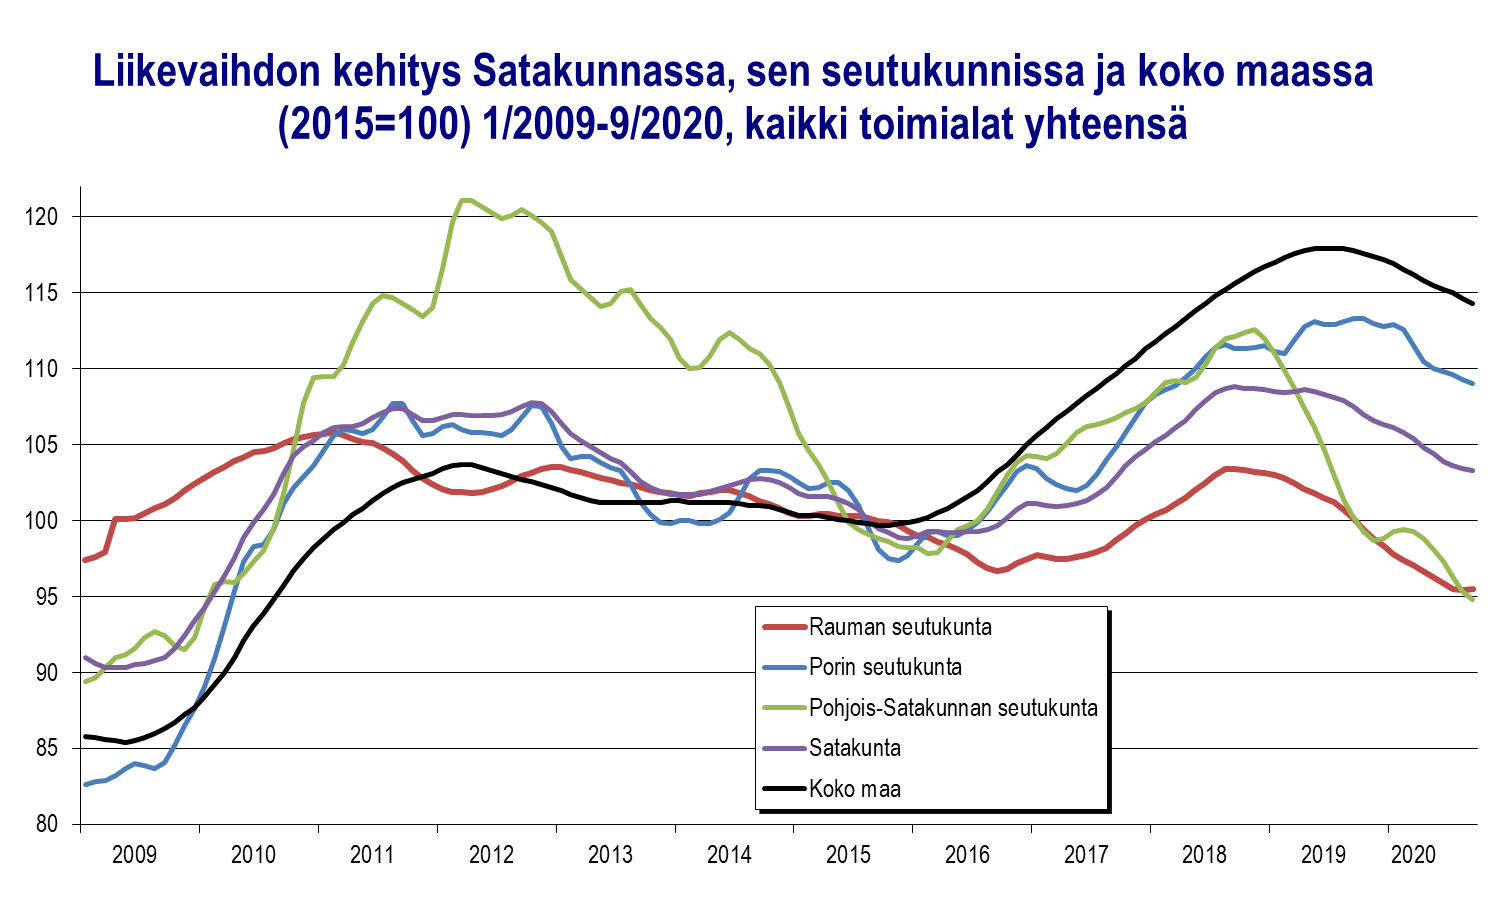 Liikevaihdon kehitys Satakunnassa, sen seutukunnissa ja koko maassa
(2015=100) 1/2009-9/2020, kaikki toimialat yhteensä
120
115
110
105
100
95
90
85
80
Rauman seutukunta
Porin seutukunta
Pohjois-Satakunnan seutukunta
Satakunta
Koko maa
2009 2010 2011 2012 2013 2014 2015 2016 2017 2018 2019 2020